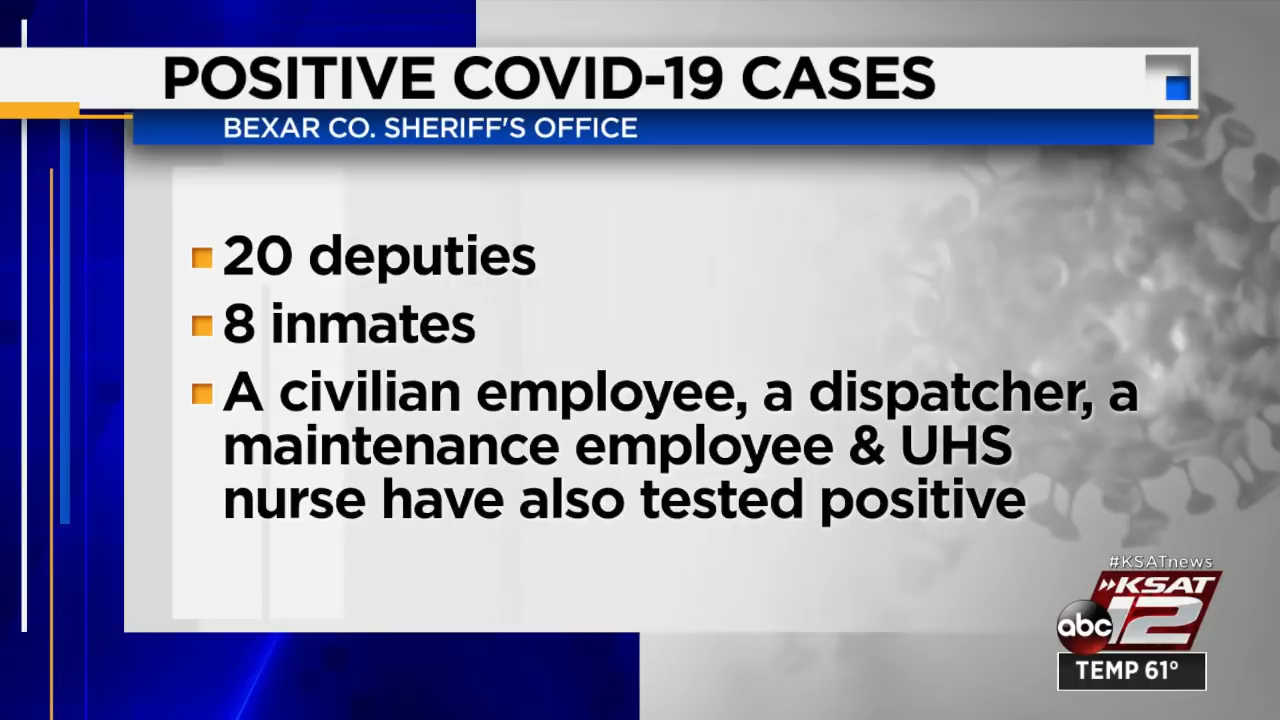 POSITIVE COVID-19 CASES
BEXAR CO. SHERIFF'S OFFICE
20 deputies
8 inmates
A civilian employee, a dispatcher, a
maintenance employee & UHS
nurse have also tested positive
#KSATnews
KSAT
abc 12
TEMP 61°